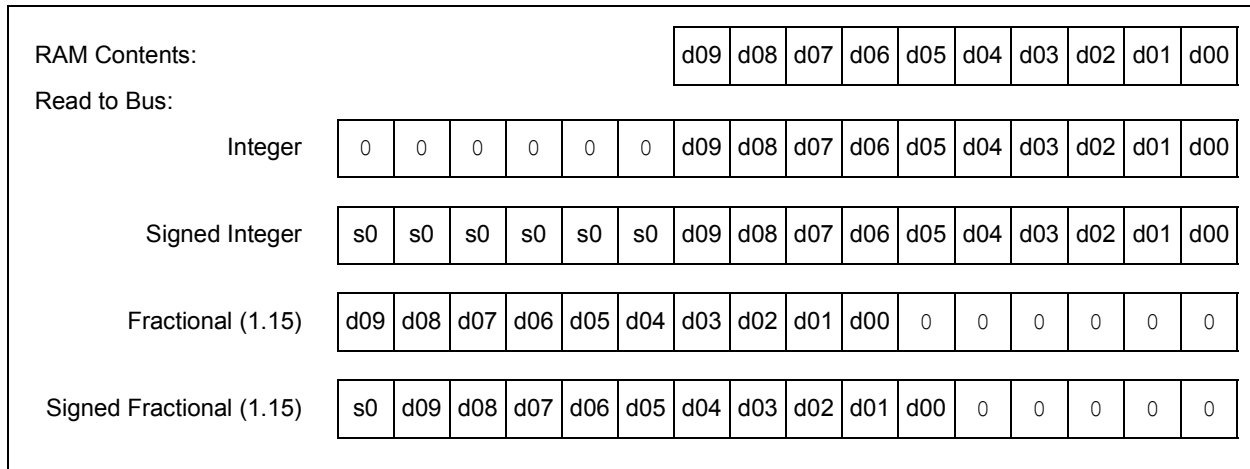 RAM Contents: d09 d08 d07 d06 d05 d04 d03 d02 d01 d00
Read to Bus:
Integer 0 0 0 0 0 0 d09 d08 d07 d06 d05 d04 d03 d02 d01 d00
Signed Integer s0 s0 s0 s0 s0 s0 d09 d08 d07 d06 d05 d04 d03 d02 d01 d00
Fractional (1.15) d09 d08 d07 d06 d05 d04 d03 d02 d01 d00 0 0 0 0 0 0
Signed Fractional (1.15) s0 d09 d08 d07 d06 d05 d04 d03 d02 d01 d00 0 0 0 0 0